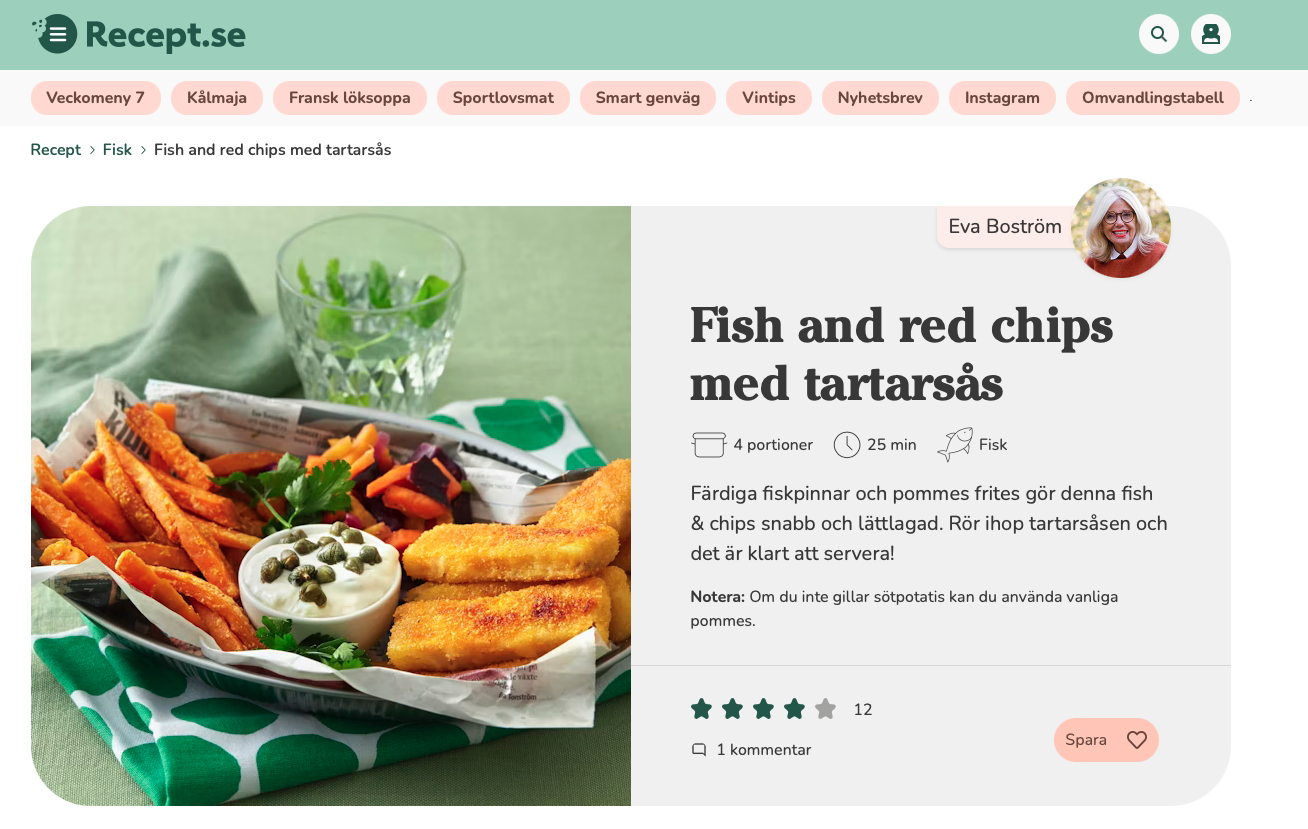 Recept.se
Veckomeny 7
Kålmaja
Fransk löksoppa
Sportlovsmat
Smart genväg
Vintips
Nyhetsbrev
Instagram
Omvandlingstabell
.
Recept > Fisk > Fish and red chips med tartarsås
Eva Boström
Fish and red chips
med tartarsås
4 portioner
25 min
Fisk
Färdiga fiskpinnar och pommes frites gör denna fish
& chips snabb och lättlagad. Rör ihop tartarsåsen och
det är klart att servera!
Notera: Om du inte gillar sötpotatis kan du använda vanliga
pommes.
12
1 kommentar
Spara